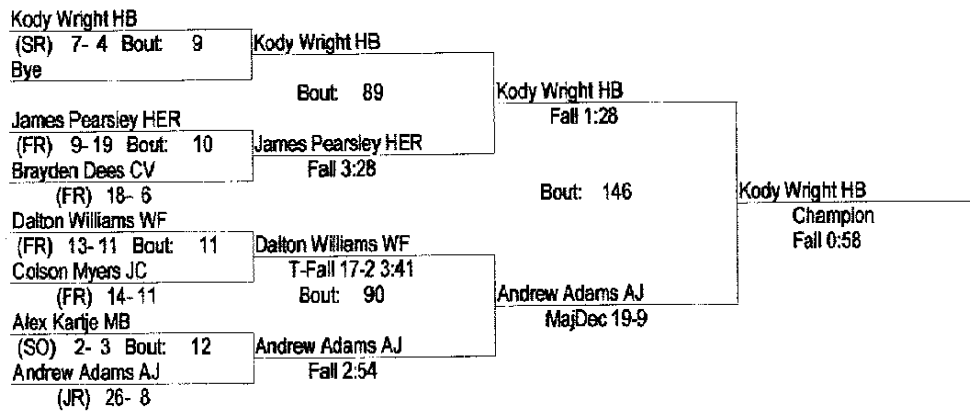 Kody Wright HB
(SR) 7- 4 Bout: 9
Bye
James Pearsley HER
(FR) 9- 19 Bout: 10
Brayden Dees CV
(FR) 18- 6
Dalton Williams WF
(FR) 13- 11 Bout: 11
Colson Myers JC
(FR) 14- 11
Alex Kartje MB
(SO) 2- 3 Bout: 12
Andrew Adams AJ
(JR) 26- 8
Kody Wright HB
Bout: 89
James Pearsley HER
Fall 3:28
Dalton Williams WF
T-Fall 17-2 3:41
Bout: 90
Andrew Adams AJ
Fall 2:54
Kody Wright HB
Fall 1:28
Bout: 146
Andrew Adams AJ
MajDec 19-9
Kody Wright HB
Champion
Fall 0:58